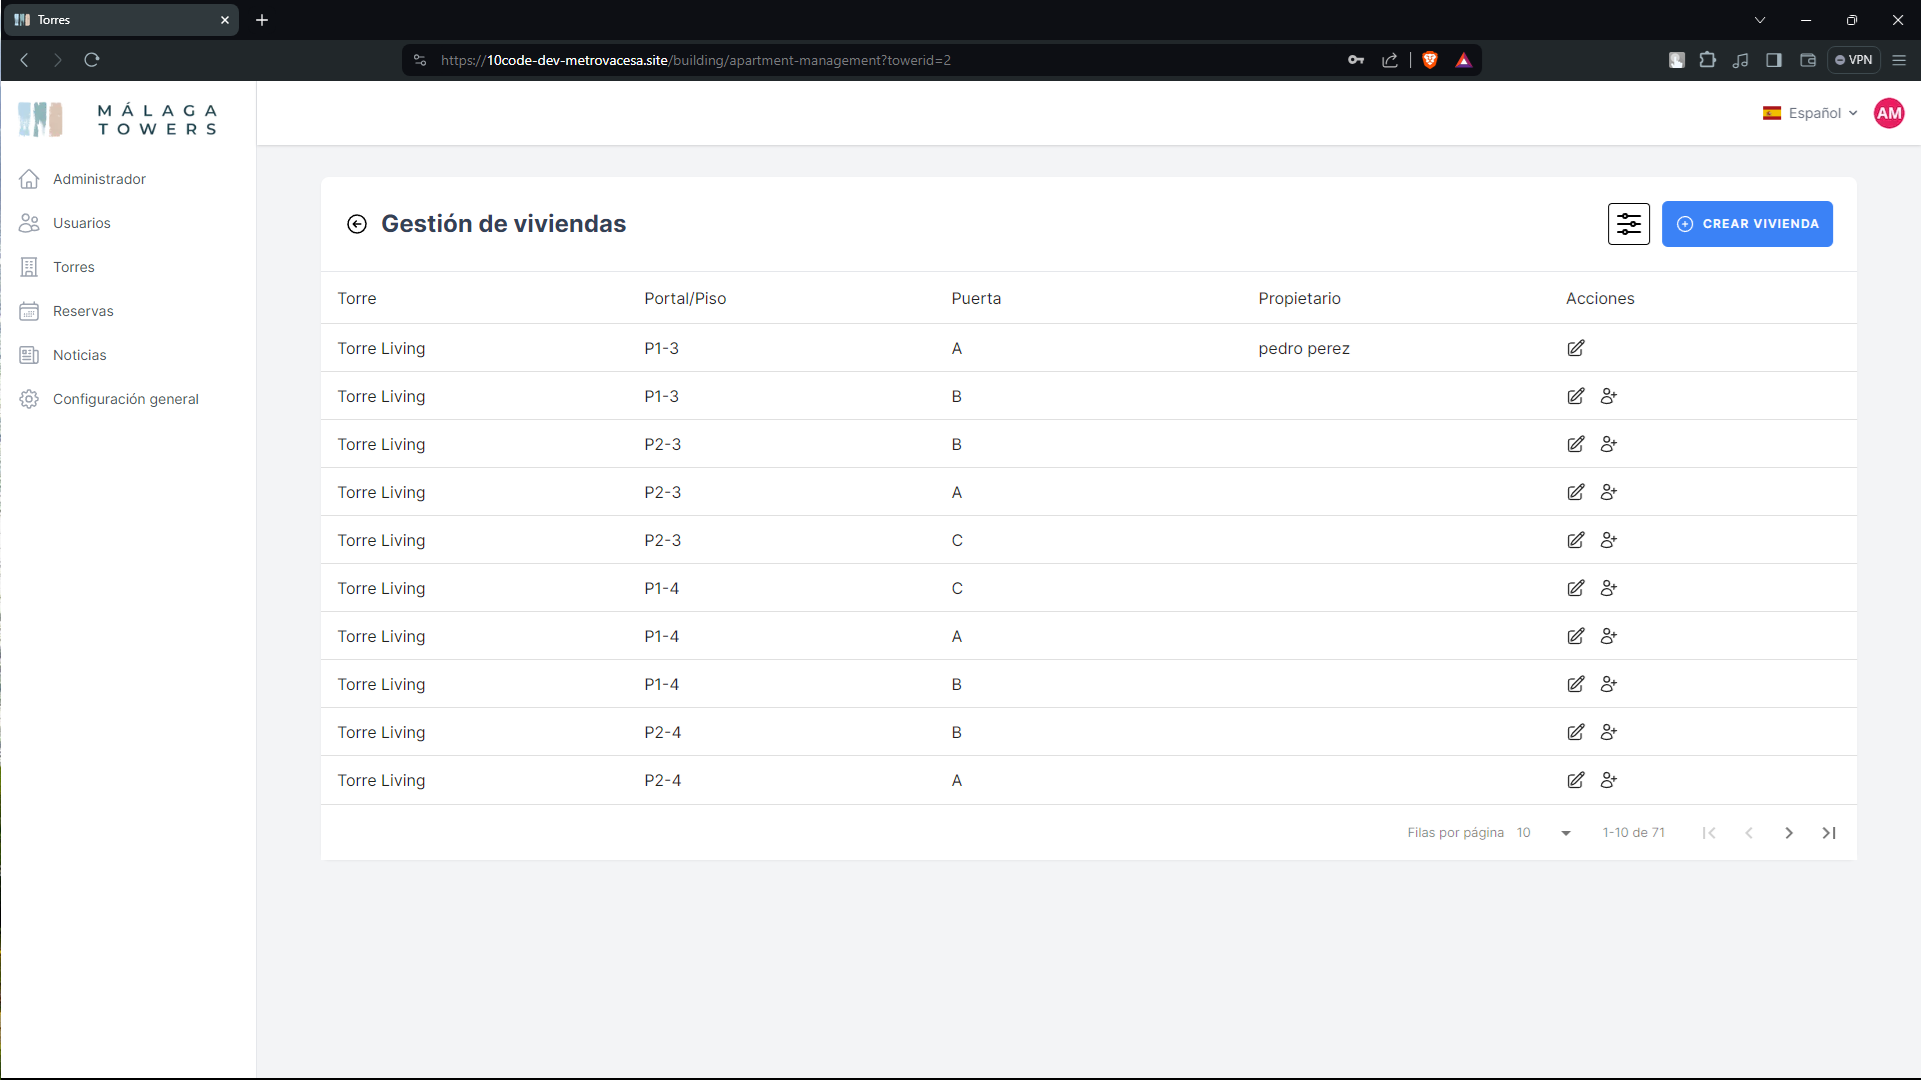 Torres
https://10code-dev-metrovacesa.site/building/apartment-management?towerid=2
VPN
MÁLAGA
TOWERS
Español
AM
Administrador
Usuarios
Torres
Reservas
Noticias
Configuración general
Gestión de viviendas
CREAR VIVIENDA
Torre Portal/Piso Puerta Propietario Acciones
Torre Living P1-3 A pedro perez
Torre Living P1-3 B
Torre Living P2-3 B
Torre Living P2-3 A
Torre Living P2-3 C
Torre Living P1-4 C
Torre Living P1-4 A
Torre Living P1-4 B
Torre Living P2-4 B
Torre Living P2-4 A
Filas por página 10 1-10 de 71